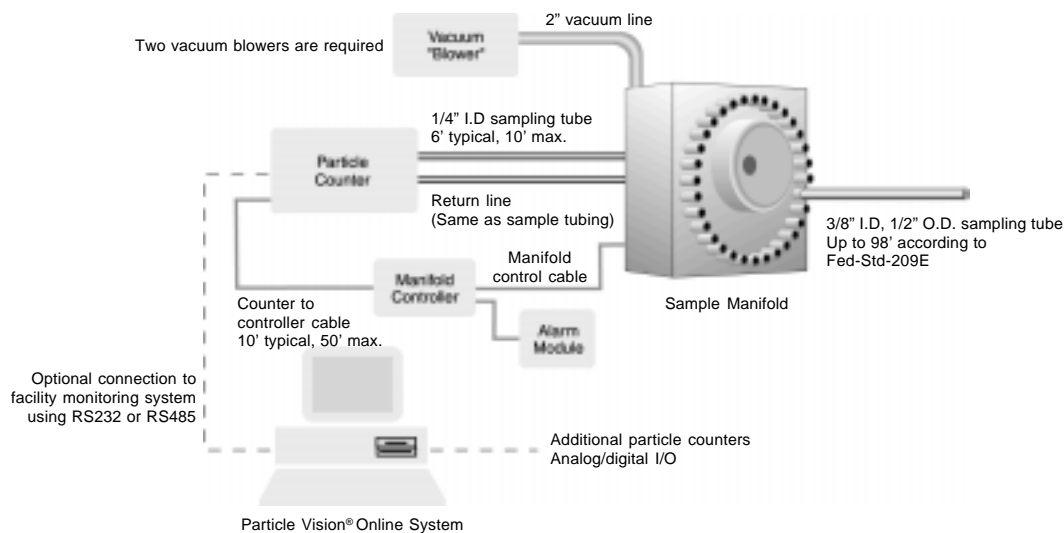 2" vacuum line
Two vacuum blowers are required
Vacuum
"Blower"
1/4" I.D sampling tube
6' typical, 10' max.
Particle
Counter
Return line
(Same as sample tubing)
3/8" I.D, 1/2" O.D. sampling tube
Up to 98' according to
Fed-Std-209E
Manifold
control cable
Manifold
Controller
Sample Manifold
Counter to
controller cable
10' typical, 50' max.
Alarm
Module
Optional connection to
facility monitoring system
using RS232 or RS485
Additional particle counters
Analog/digital I/O
Particle Vision® Online System